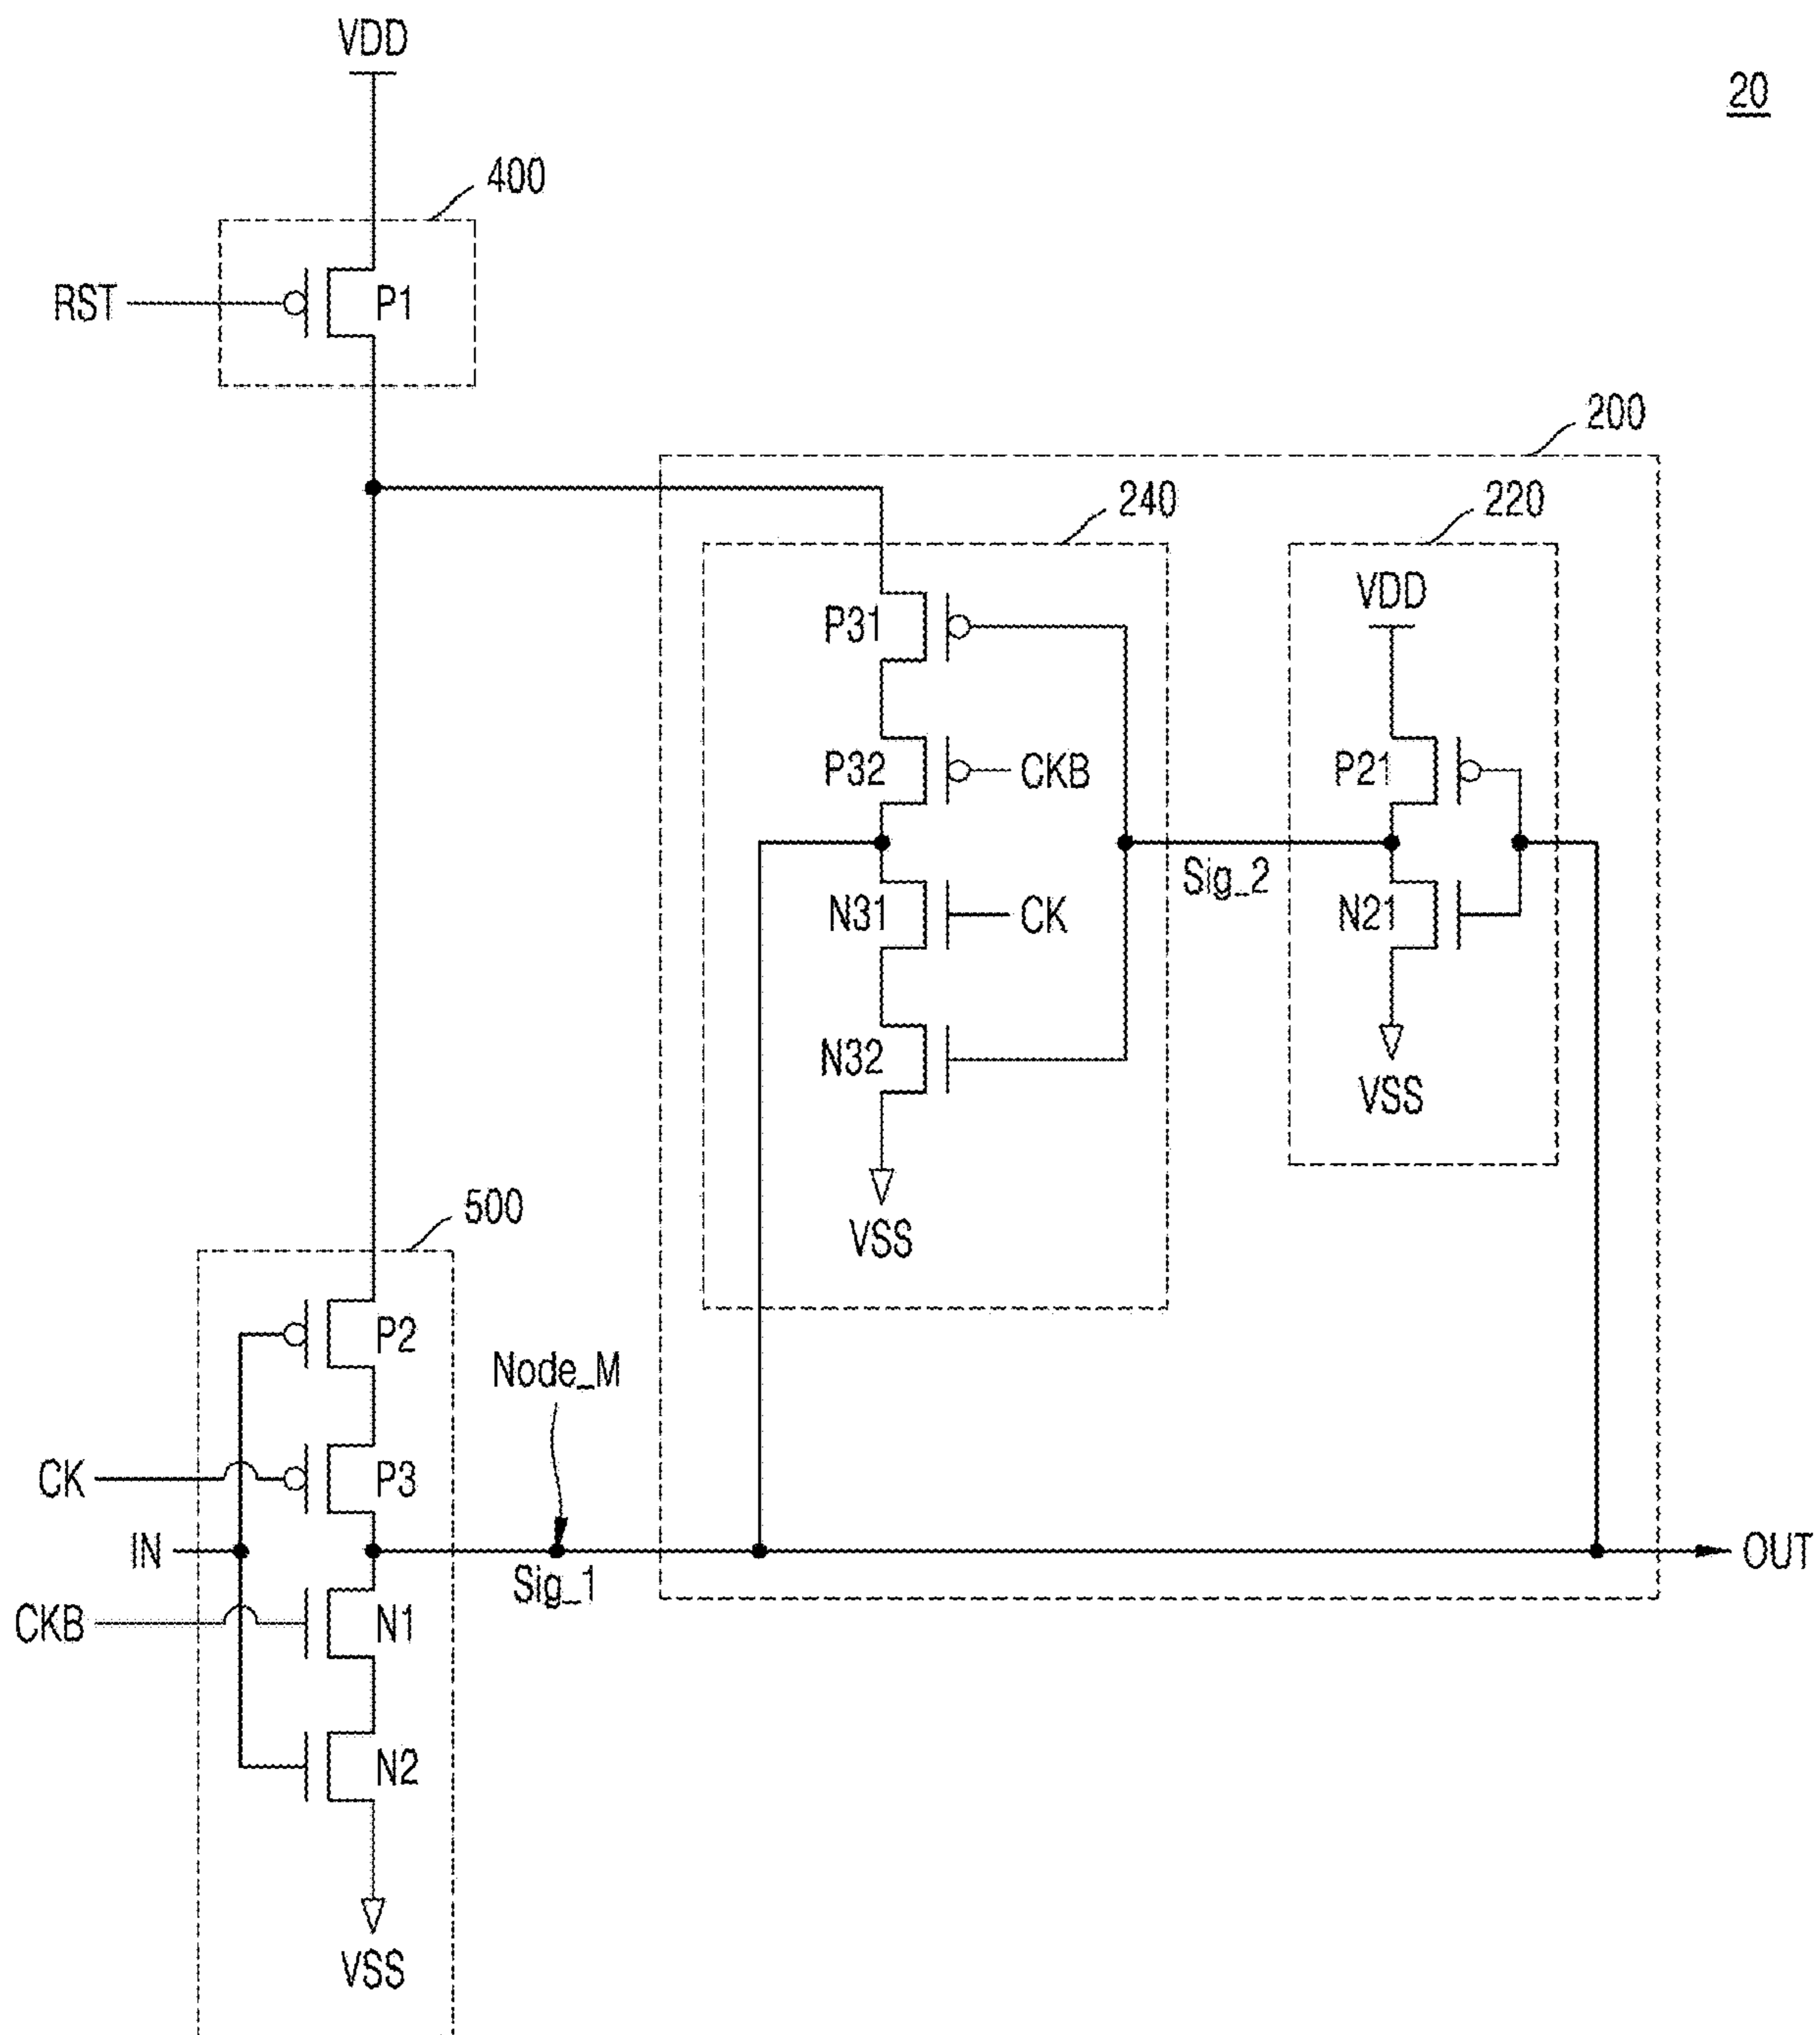 VDD
20
400
RST
P1
200
240
220
VDD
P31
P32
CKB
P21
Sig_2
N31
CK
N21
N32
VSS
VSS
500
P2
Node_M
CK
P3
IN
OUT
Sig_1
CKB
N1
N2
VSS